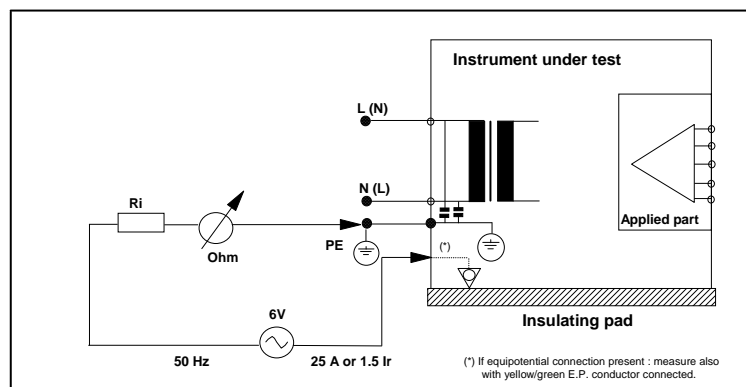 Instrument under test
L (N)
N (L)
Ri
Ohm
PE
(*)
Applied part
6V
50 Hz
25 A or 1.5 Ir
Insulating pad
(*) If equipotential connection present : measure also
with yellow/green E.P. conductor connected.